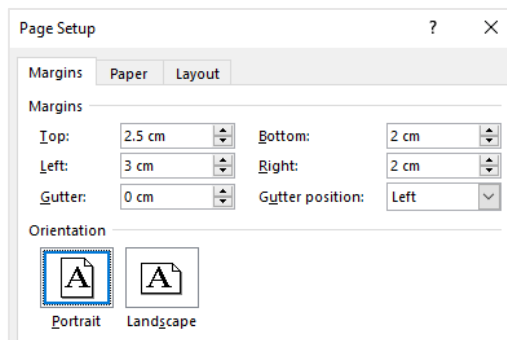 Page Setup ? ×
Margins Paper Layout
Margins
Top: 2.5 cm Bottom: 2 cm
Left: 3 cm Right: 2 cm
Gutter: 0 cm Gutter position: Left
Orientation
A A
Portrait Landscape